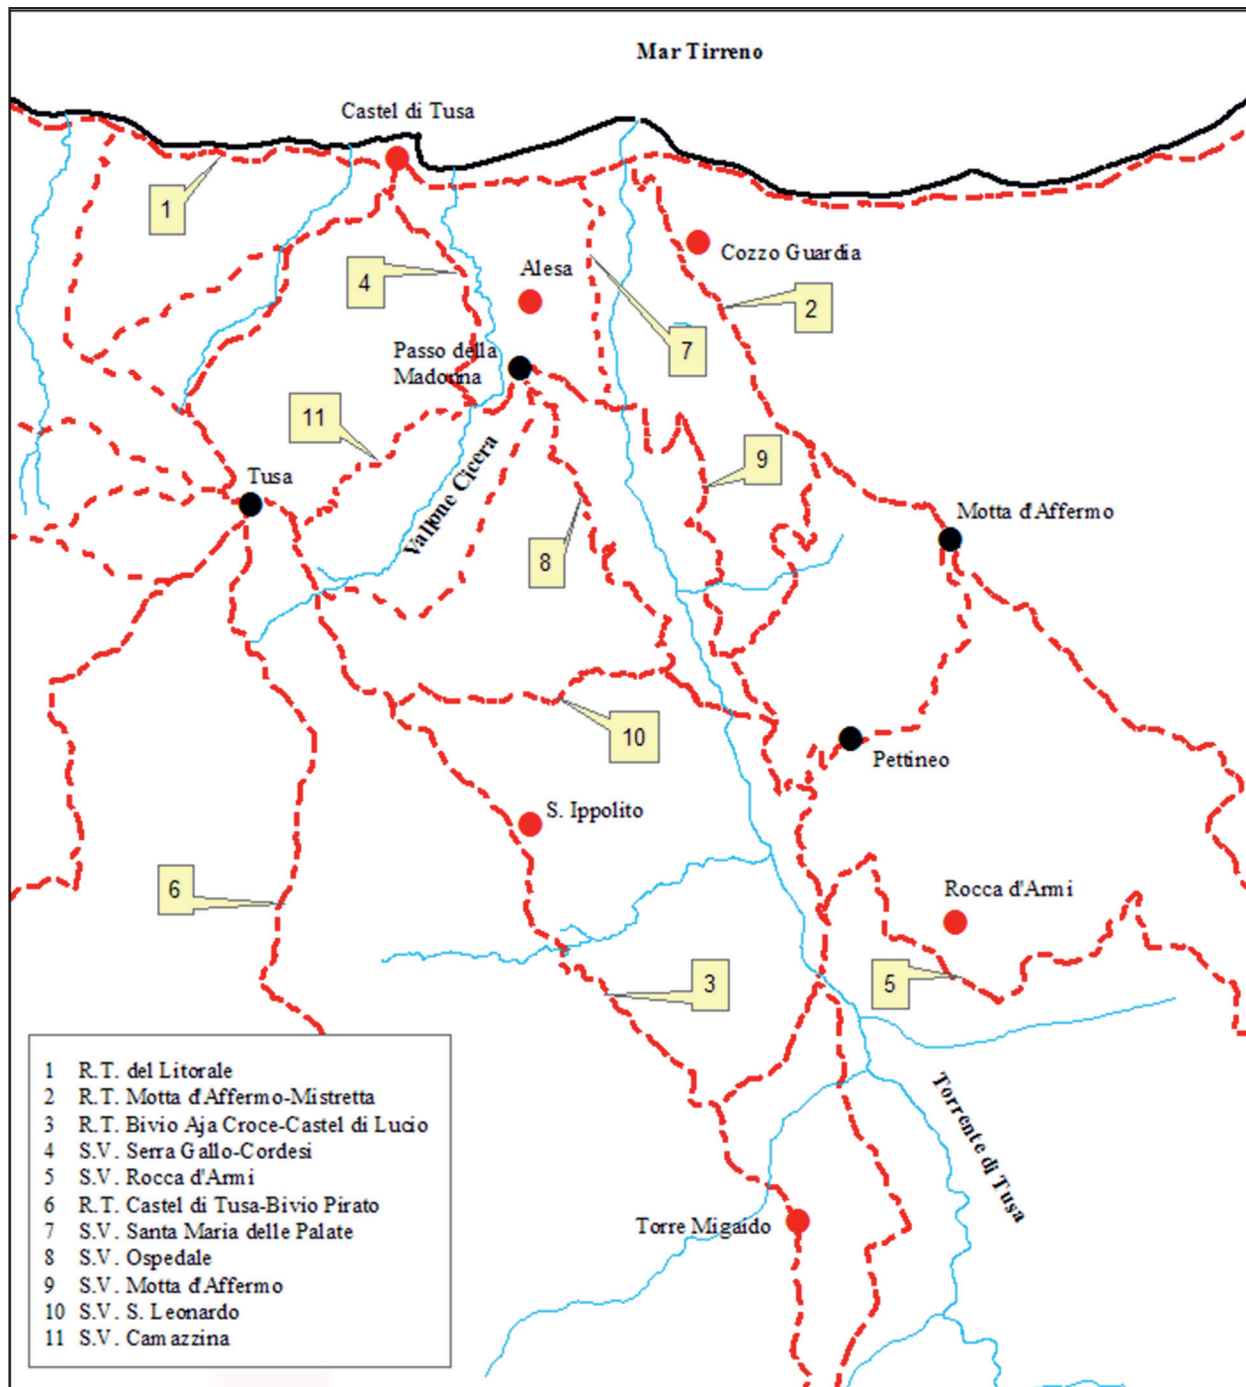 Mar Tirreno
Castel di Tusa
1
Cozzo Guardia
4
Alesa
2
7
Passo della
Madonna
11
9
Tusa
Vallone Cicera
Motta d'Affermo
8
10
Pettineo
S. Ippolito
6
Rocca d'Armi
3
5
1 R.T. del Litorale
2 R.T. Motta d'Affermo-Mistretta
3 R.T. Bivio Aja Croce-Castel di Lucio
4 S.V. Serra Gallo-Cordesi
5 S.V. Rocca d'Armi
6 R.T. Castel di Tusa-Bivio Pirato
7 S.V. Santa Maria delle Palate
8 S.V. Ospedale
9 S.V. Motta d'Affermo
10 S.V. S. Leonardo
11 S.V. Camazzina
Torrente di Tusa
Torre Migaido